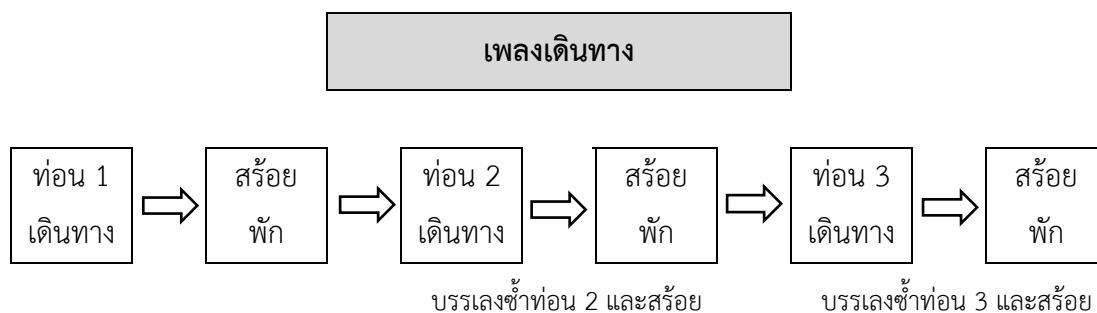 เพลงเดินทาง
ท่อน 1
เดินทาง
สร้อย
พัก
ท่อน 2
เดินทาง
สร้อย
พัก
ท่อน 3
เดินทาง
สร้อย
พัก
บรรเลงซ้ำท่อน 2 และสร้อย
บรรเลงซ้ำท่อน 3 และสร้อย